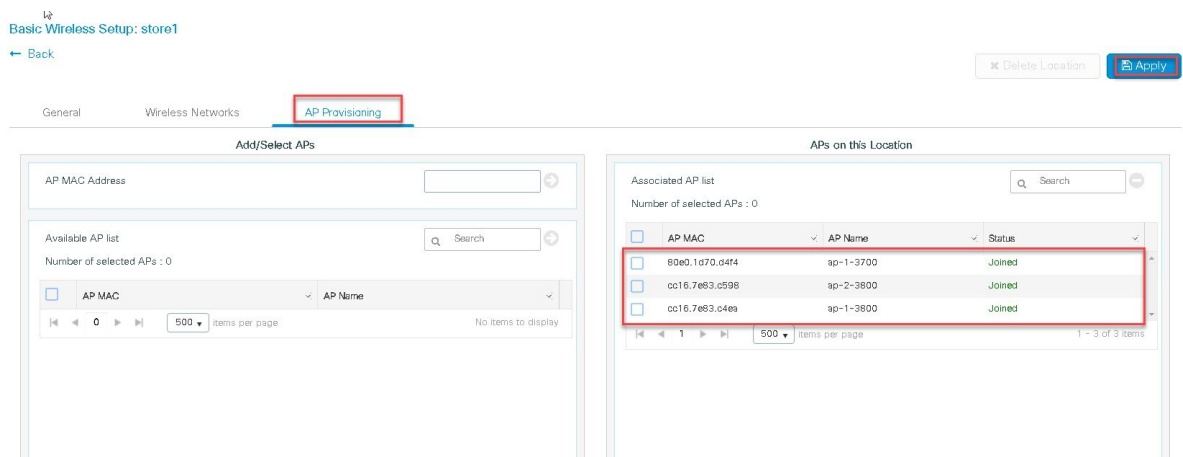 Basic Wireless Setup: store1
← Back
✖ Delete Location
Apply
General
Wireless Networks
AP Provisioning
Add/Select APs
AP MAC Address
Available AP list
Search
Number of selected APs : 0
AP MAC
AP Name
0
500
items per page
No items to display
APs on this Location
Associated AP list
Search
Number of selected APs : 0
AP MAC
AP Name
Status
80e0.1d70.d4f4
ap-1-3700
Joined
cc16.7e83.c598
ap-2-3800
Joined
cc16.7e83.c4ea
ap-1-3800
Joined
1
500
items per page
1 - 3 of 3 items